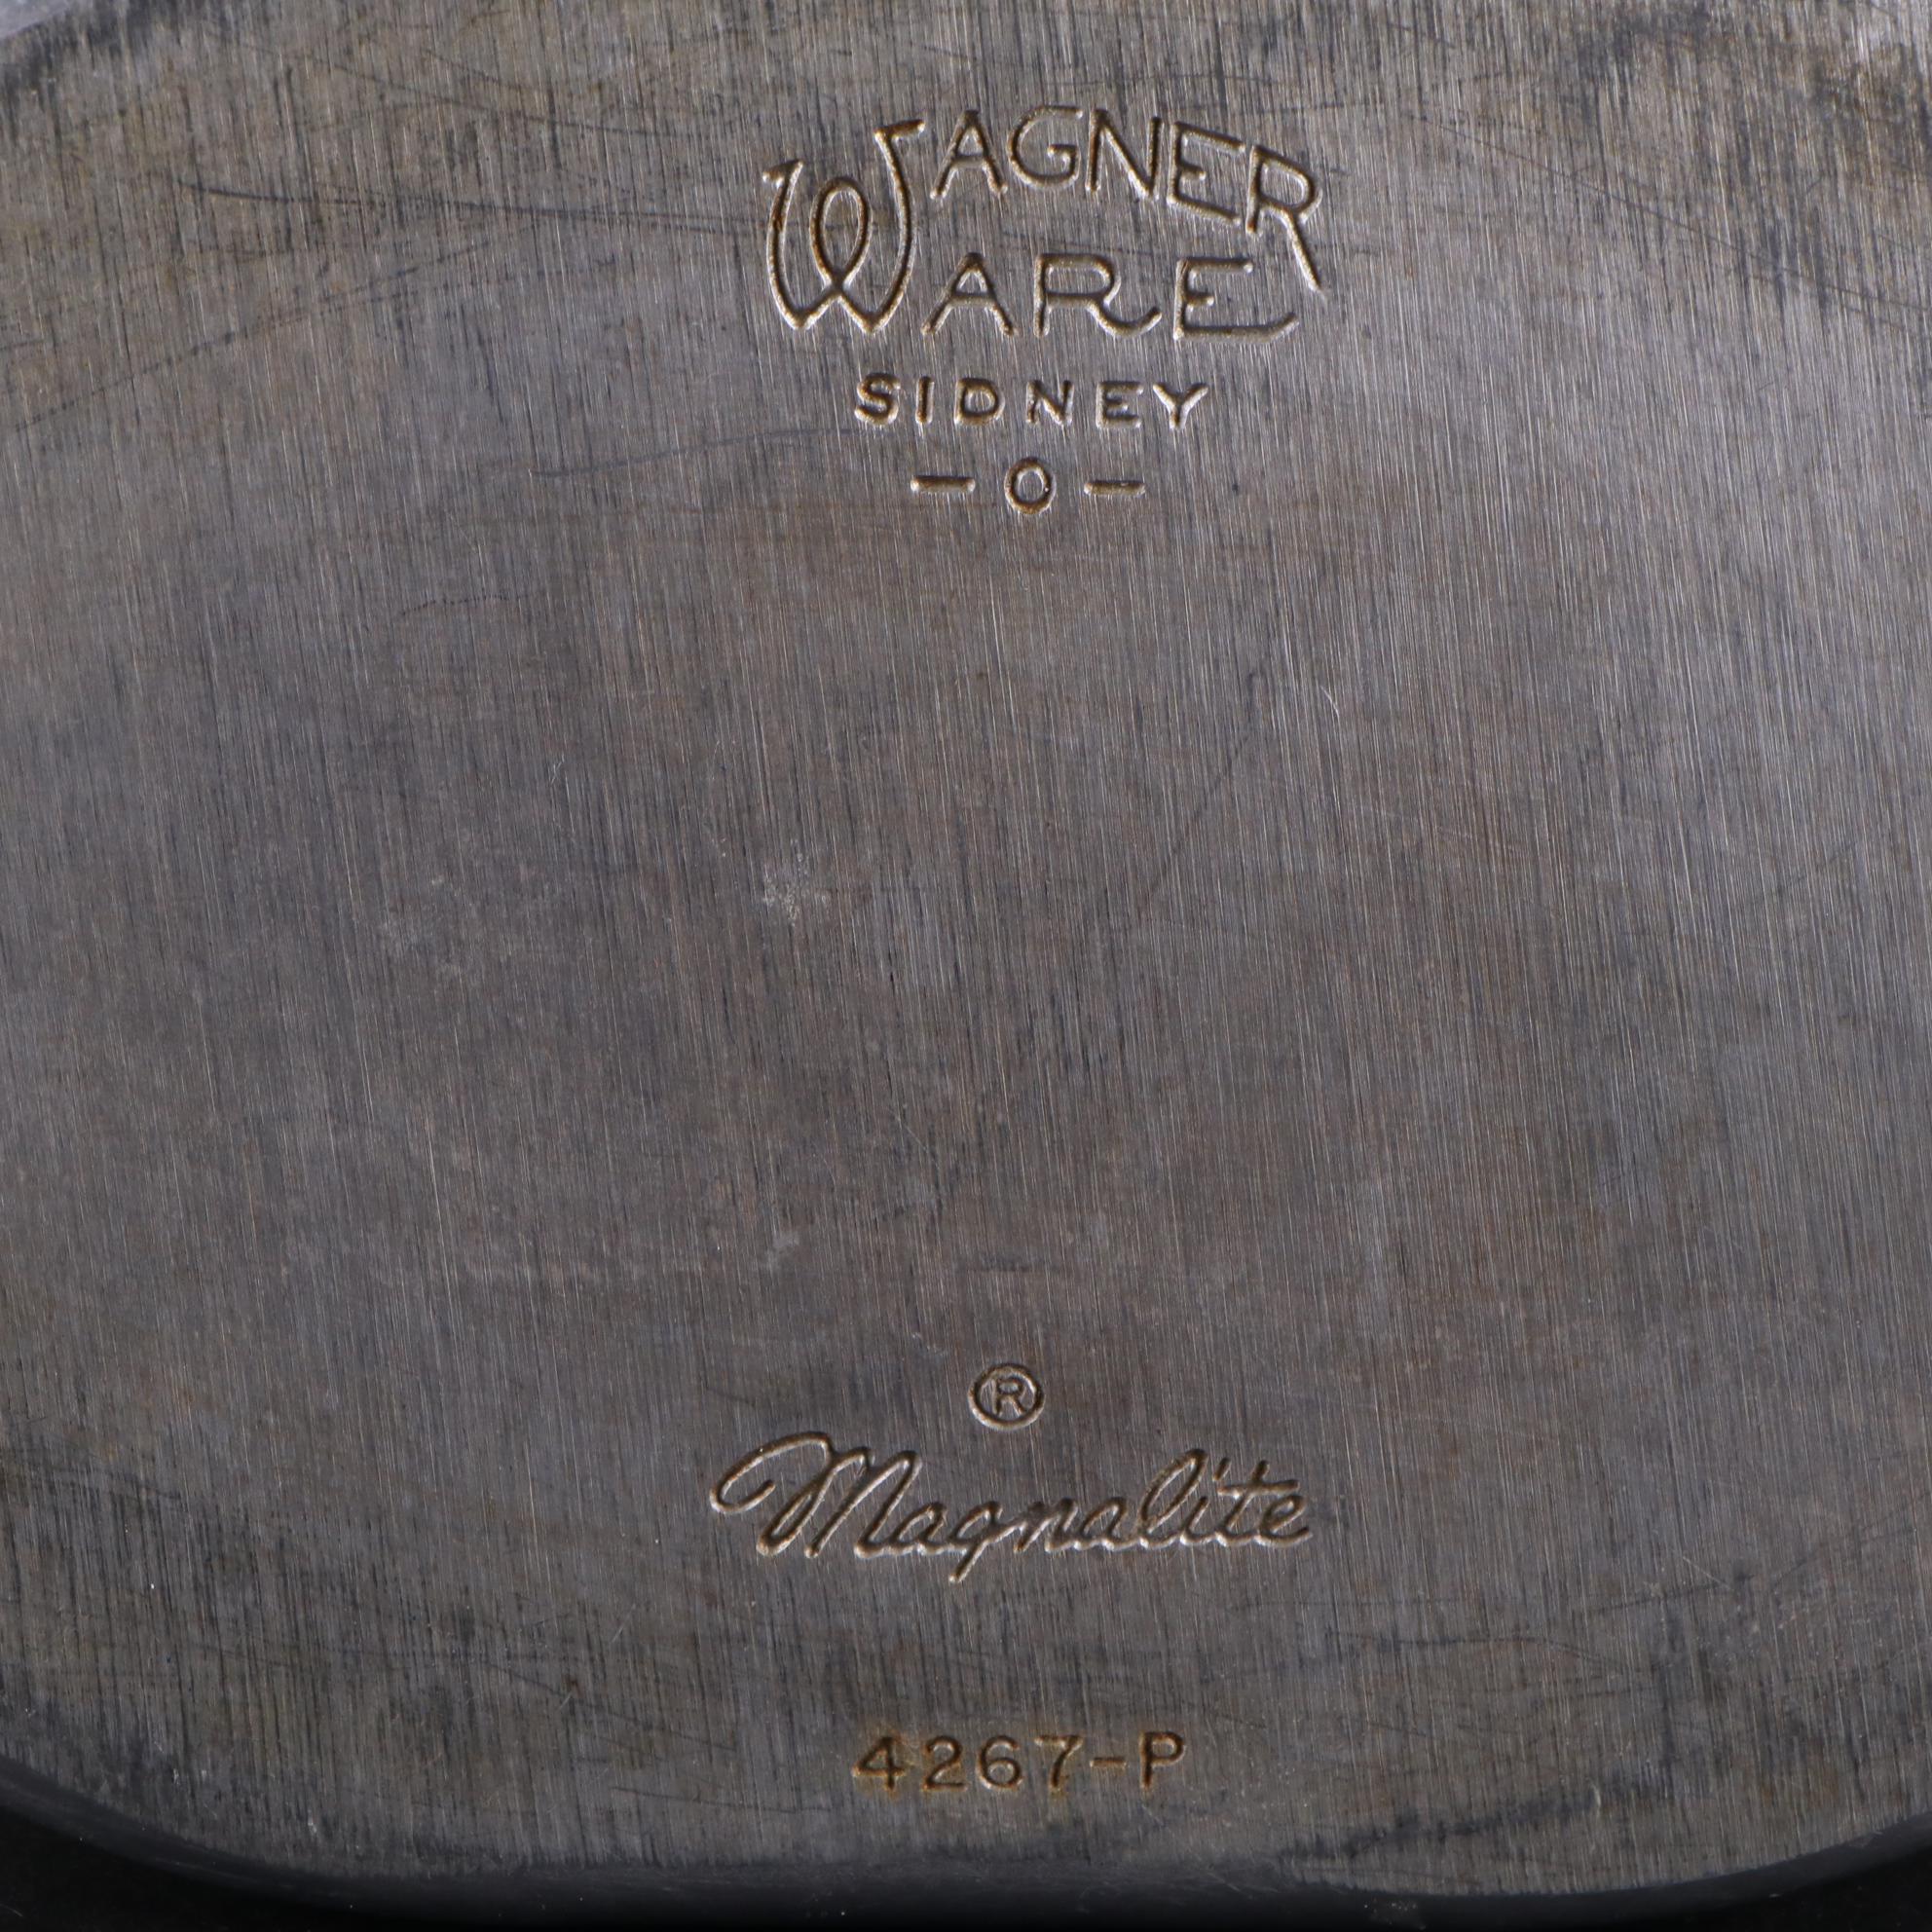 WAGNER
WARE
SIDNEY
-O-
®
Magnalite
4267-P